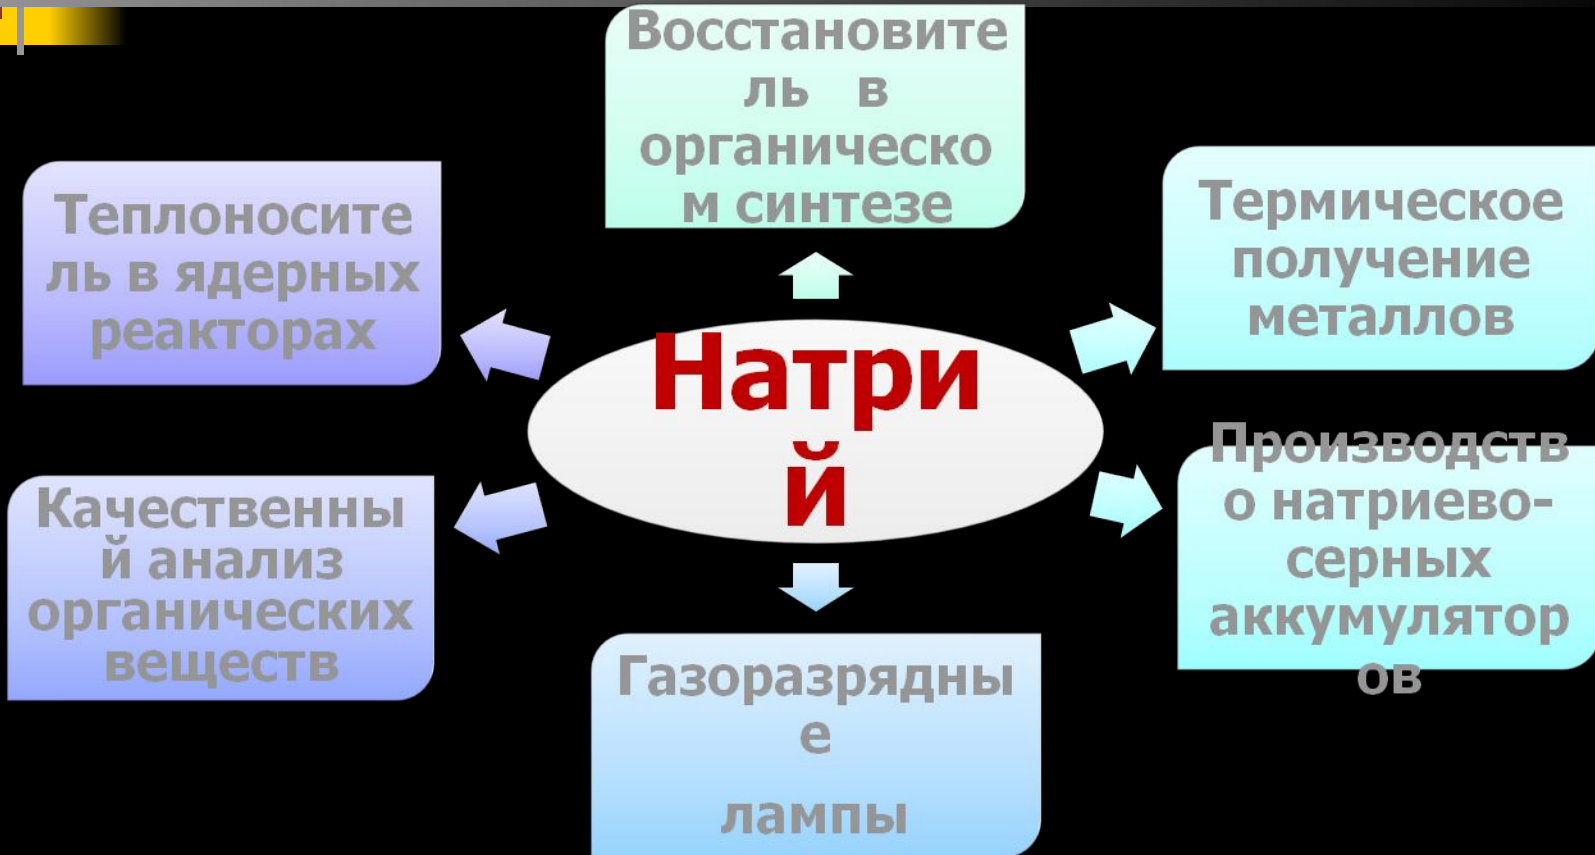 Восстановите
ль в
органическо
м синтезе
Теплоносите
ль в ядерных
реакторах
Термическое
получение
металлов
Натри
й
Качественны
й анализ
органических
веществ
Производств
о натриево-
серных
аккумулятор
ов
Газоразрядны
е
лампы